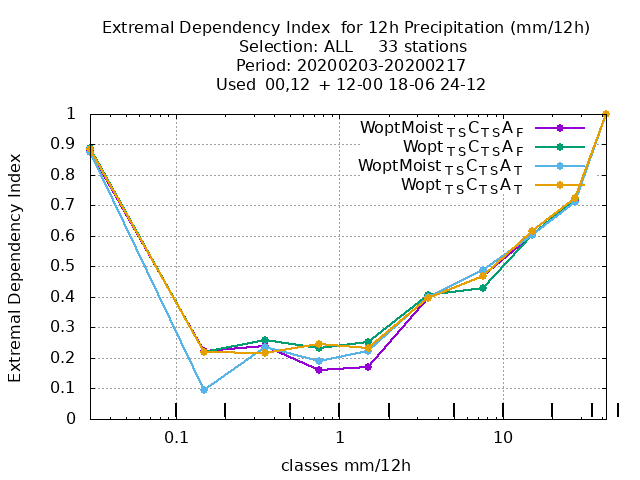 Extremal Dependency Index  for 12h Precipitation (mm/12h)
Selection: ALL     33 stations
Period: 20200203-20200217
Used  00,12  + 12-00 18-06 24-12
WoptMoist TS C TS A F
Wopt TS C TS A F
WoptMoist TS C TS A T
Wopt TS C TS A T
Extremal Dependency Index
1
0.9
0.8
0.7
0.6
0.5
0.4
0.3
0.2
0.1
0
0.1 1 10
classes mm/12h